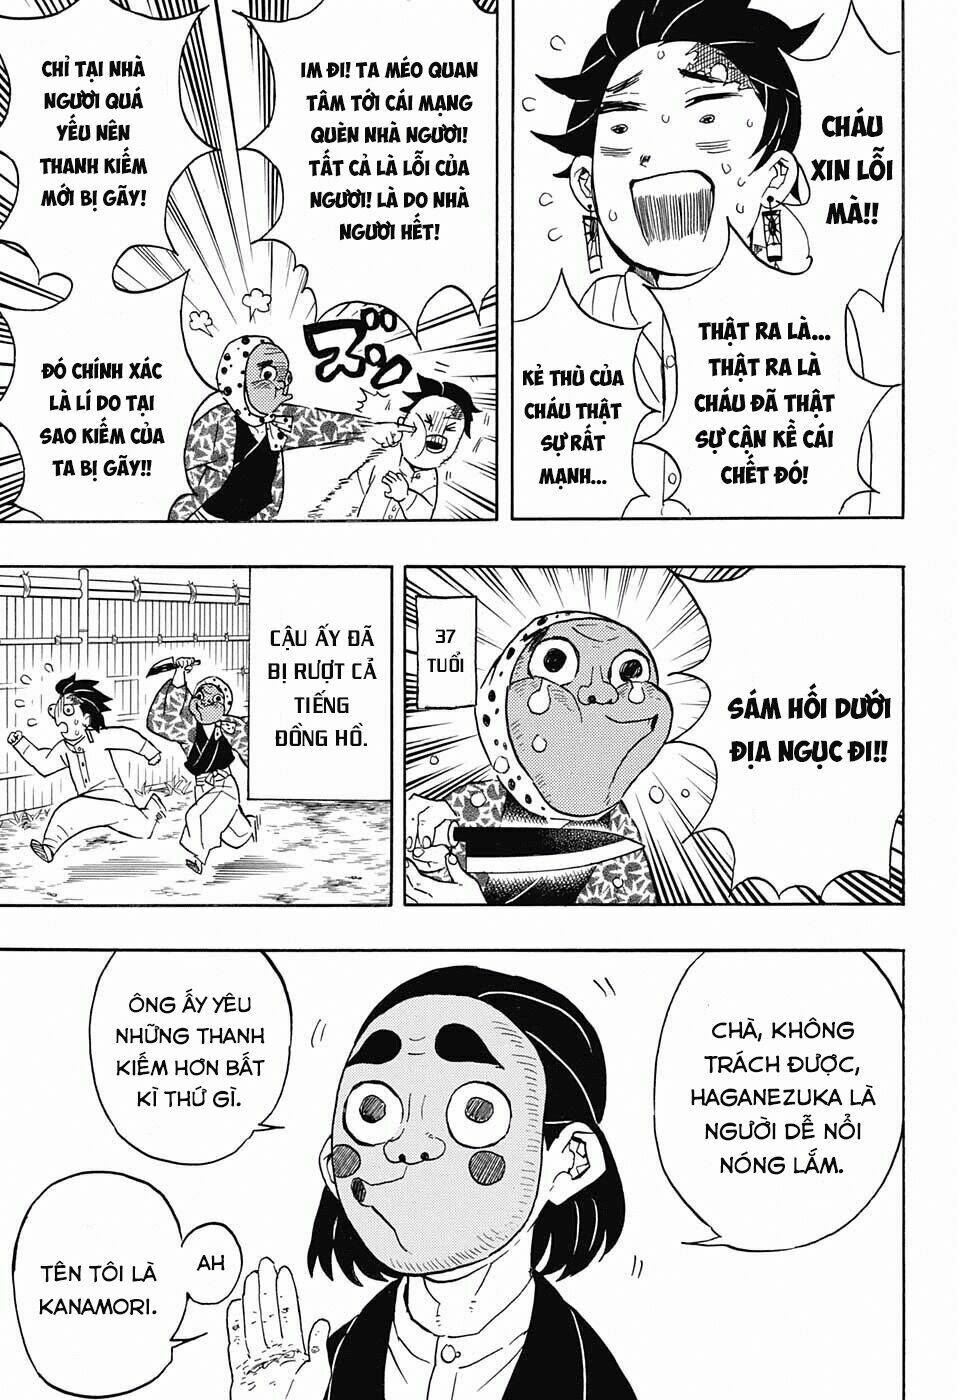 CHÁU
XIN LỖI
MÀ!!
THẬT RA LÀ...
THẬT RA LÀ
CHÁU ĐÃ THẬT
SỰ CẬN KỀ CÁI
CHẾT ĐÓ!
KẺ THÙ CỦA
CHÁU THẬT
SỰ RẤT
MẠNH...
IM ĐI! TA MÉO QUAN
TÂM TỚI CÁI MẠNG
QUÈN NHÀ NGƯƠI!
TẤT CẢ LÀ LỖI CỦA
NGƯƠI! LÀ DO NHÀ
NGƯƠI HẾT!
CHỈ TẠI NHÀ
NGƯƠI QUÁ
YẾU NÊN
THANH KIẾM
MỚI BỊ GÃY!
ĐÓ CHÍNH XÁC
LÀ LÍ DO TẠI
SAO KIẾM CỦA
TA BỊ GÃY!!
SÁM HỐI DƯỚI
ĐỊA NGỤC ĐI!!
37
TUỔI
CẬU ẤY ĐÃ
BỊ RƯỢT CẢ
TIẾNG
ĐỒNG HỒ.
CHÀ, KHÔNG
TRÁCH ĐƯỢC,
HAGANEZUKA LÀ
NGƯỜI DỄ NỔI
NÓNG LẮM.
ÔNG ẤY YÊU
NHỮNG THANH
KIẾM HƠN BẤT
KÌ THỨ GÌ.
AH
TÊN TÔI LÀ
KANAMORI.